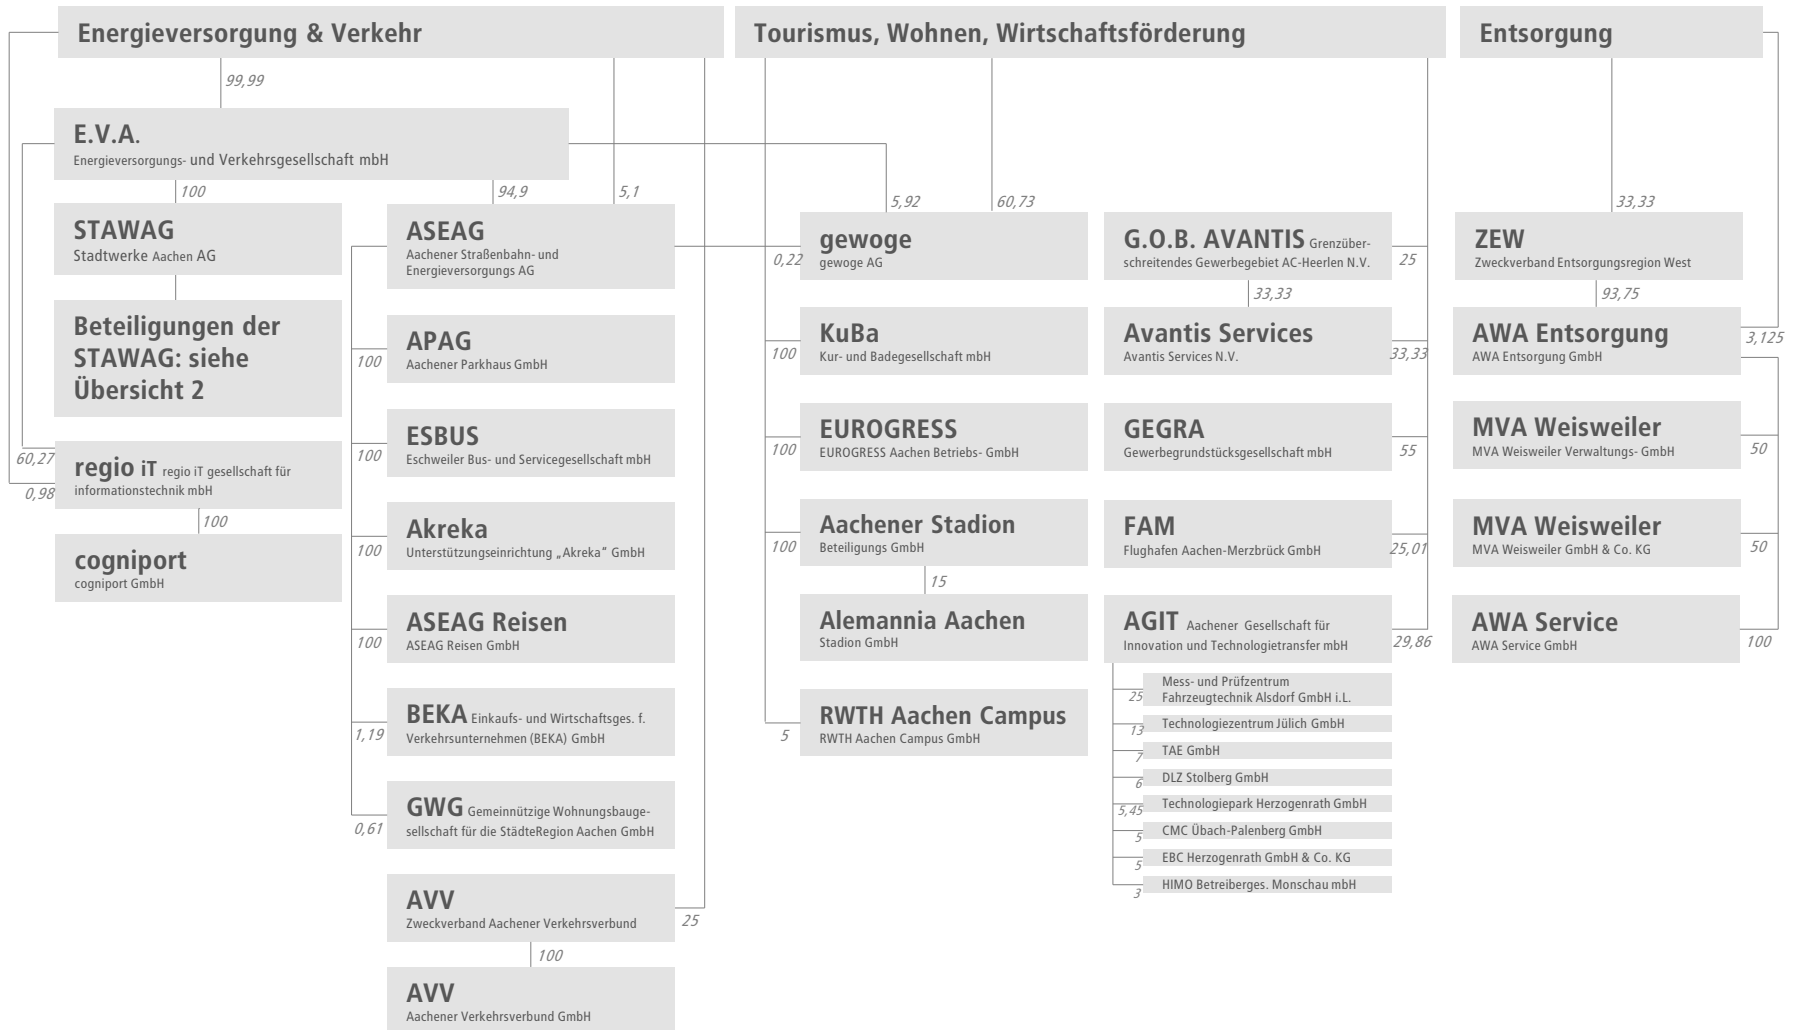 Energieversorgung & Verkehr
99,99
E.V.A.
Energieversorgungs- und Verkehrsgesellschaft mbH
100
94,9
5,1
STAWAG
Stadtwerke Aachen AG
Beteiligungen der
STAWAG: siehe
Übersicht 2
60,27
0,98
regio iT regio iT gesellschaft für
informationstechnik mbH
100
cogniport
cogniport GmbH
ASEAG
Aachener Straßenbahn- und
Energieversorgungs AG
100
APAG
Aachener Parkhaus GmbH
100
ESBUS
Eschweiler Bus- und Servicegesellschaft mbH
100
Akreka
Unterstützungseinrichtung „Akreka“ GmbH
100
ASEAG Reisen
ASEAG Reisen GmbH
1,19
BEKA Einkaufs- und Wirtschaftsges. f.
Verkehrsunternehmen (BEKA) GmbH
0,61
GWG Gemeinnützige Wohnungsbauge-
sellschaft für die StädteRegion Aachen GmbH
AVV
Zweckverband Aachener Verkehrsverbund
25
100
AVV
Aachener Verkehrsverbund GmbH
Tourismus, Wohnen, Wirtschaftsförderung
5,92
60,73
0,22
gewoge
gewoge AG
100
KuBa
Kur- und Badegesellschaft mbH
100
EUROGRESS
EUROGRESS Aachen Betriebs- GmbH
100
Aachener Stadion
Beteiligungs GmbH
15
Alemannia Aachen
Stadion GmbH
5
RWTH Aachen Campus
RWTH Aachen Campus GmbH
G.O.B. AVANTIS Grenzüber-
schreitendes Gewerbegebiet AC-Heerlen N.V.
25
33,33
Avantis Services
Avantis Services N.V.
33,33
GEGRA
Gewerbegrundstücksgesellschaft mbH
55
FAM
Flughafen Aachen-Merzbrück GmbH
25,01
AGIT Aachener Gesellschaft für
Innovation und Technologietransfer mbH
29,86
Mess- und Prüfzentrum
Fahrzeugtechnik Alsdorf GmbH i.L.
25
Technologiezentrum Jülich GmbH
13
TAE GmbH
7
DLZ Stolberg GmbH
6
Technologiepark Herzogenrath GmbH
5,45
CMC Übach-Palenberg GmbH
5
EBC Herzogenrath GmbH & Co. KG
5
HIMO Betreiberges. Monschau mbH
3
Entsorgung
33,33
ZEW
Zweckverband Entsorgungsregion West
93,75
AWA Entsorgung
AWA Entsorgung GmbH
3,125
MVA Weisweiler
MVA Weisweiler Verwaltungs- GmbH
50
MVA Weisweiler
MVA Weisweiler GmbH & Co. KG
50
AWA Service
AWA Service GmbH
100